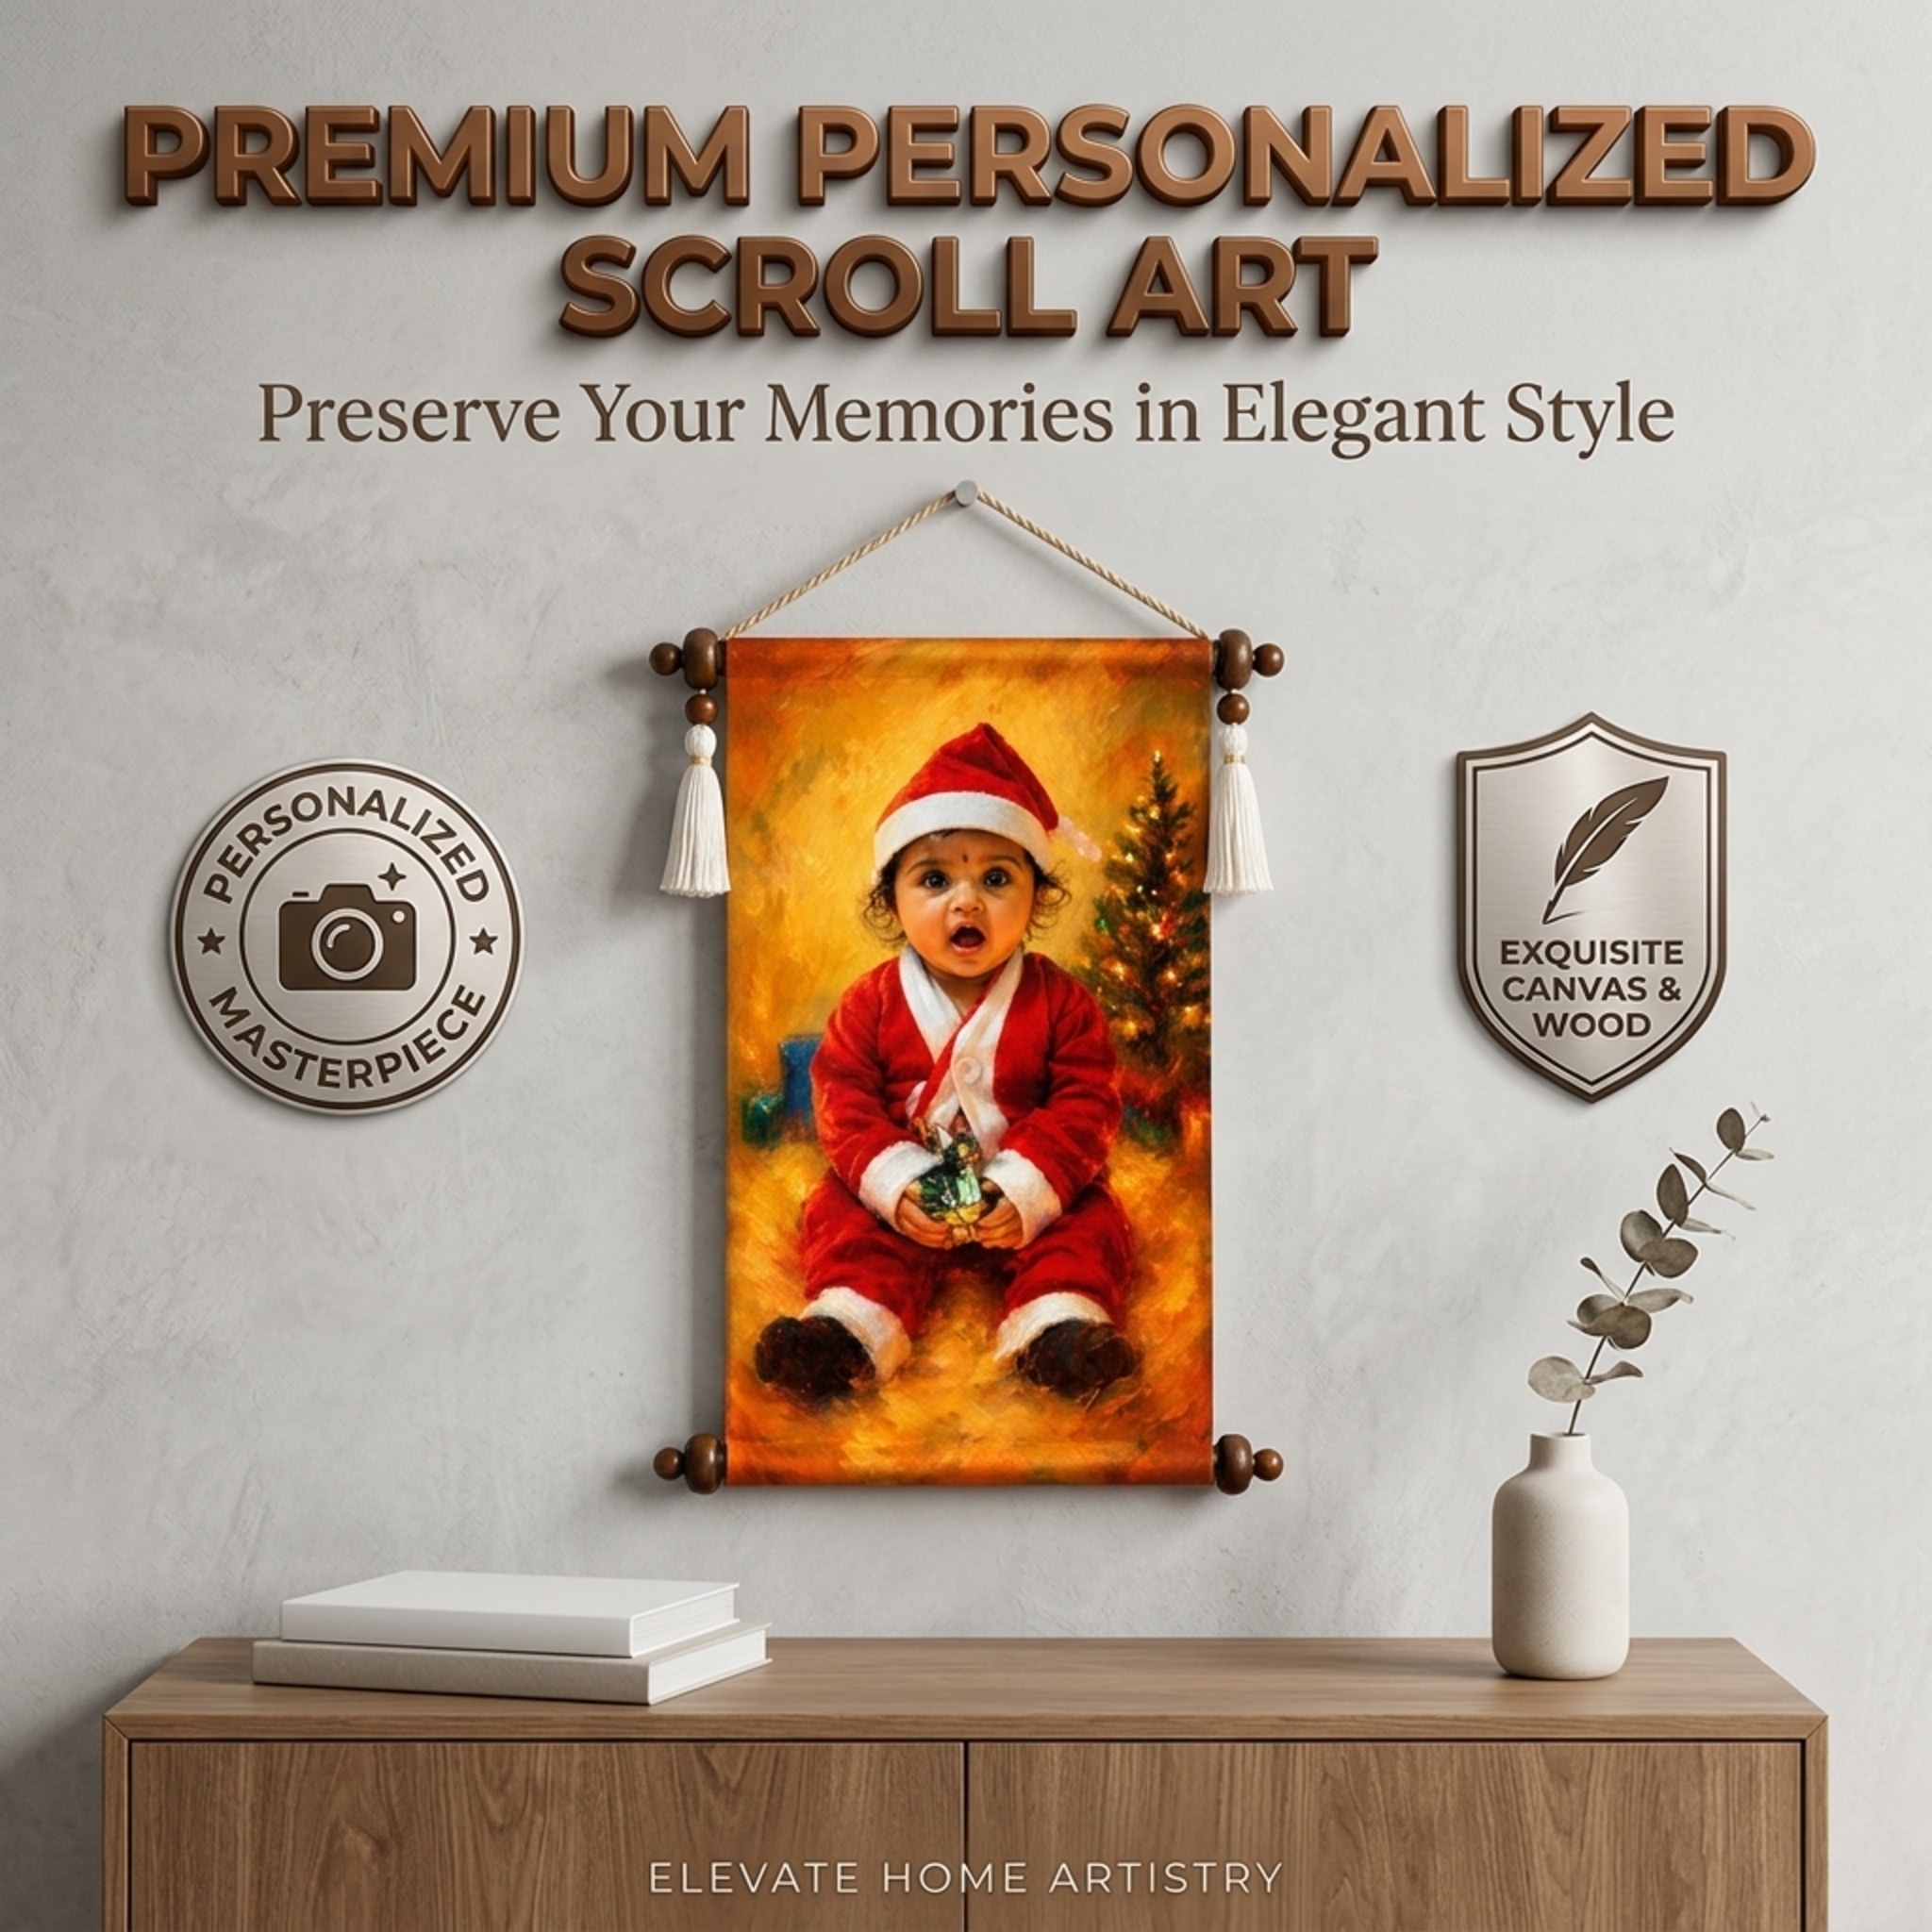 PREMIUM PERSONALIZED
SCROLL ART
Preserve Your Memories in Elegant Style
PERSONALIZED
MASTERPIECE
EXQUISITE
CANVAS &
WOOD
ELEVATE HOME ARTISTRY